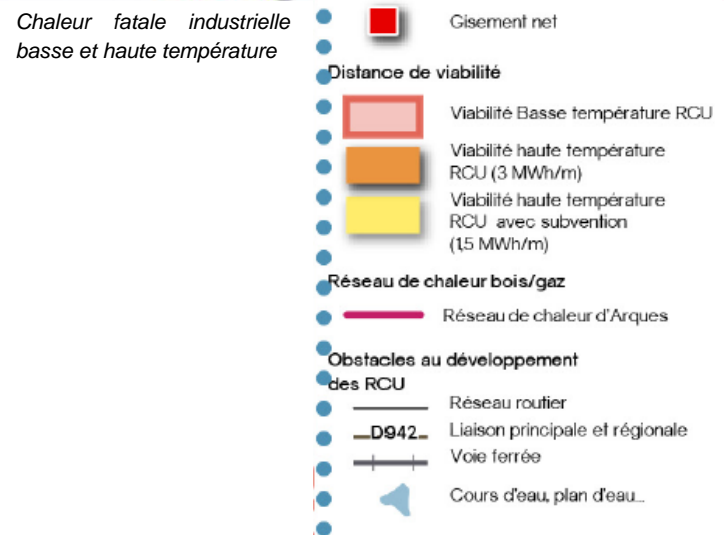 Chaleur fatale industrielle
basse et haute température
Gisement net
Distance de viabilité
Viabilité Basse température RCU
Viabilité haute température
RCU (3 MWh/m)
Viabilité haute température
RCU avec subvention
(1,5 MWh/m)
Réseau de chaleur bois/gaz
Réseau de chaleur d'Arques
Obstacles au développement
des RCU
Réseau routier
D942
Liaison principale et régionale
Voie ferrée
Cours d'eau, plan d'eau...